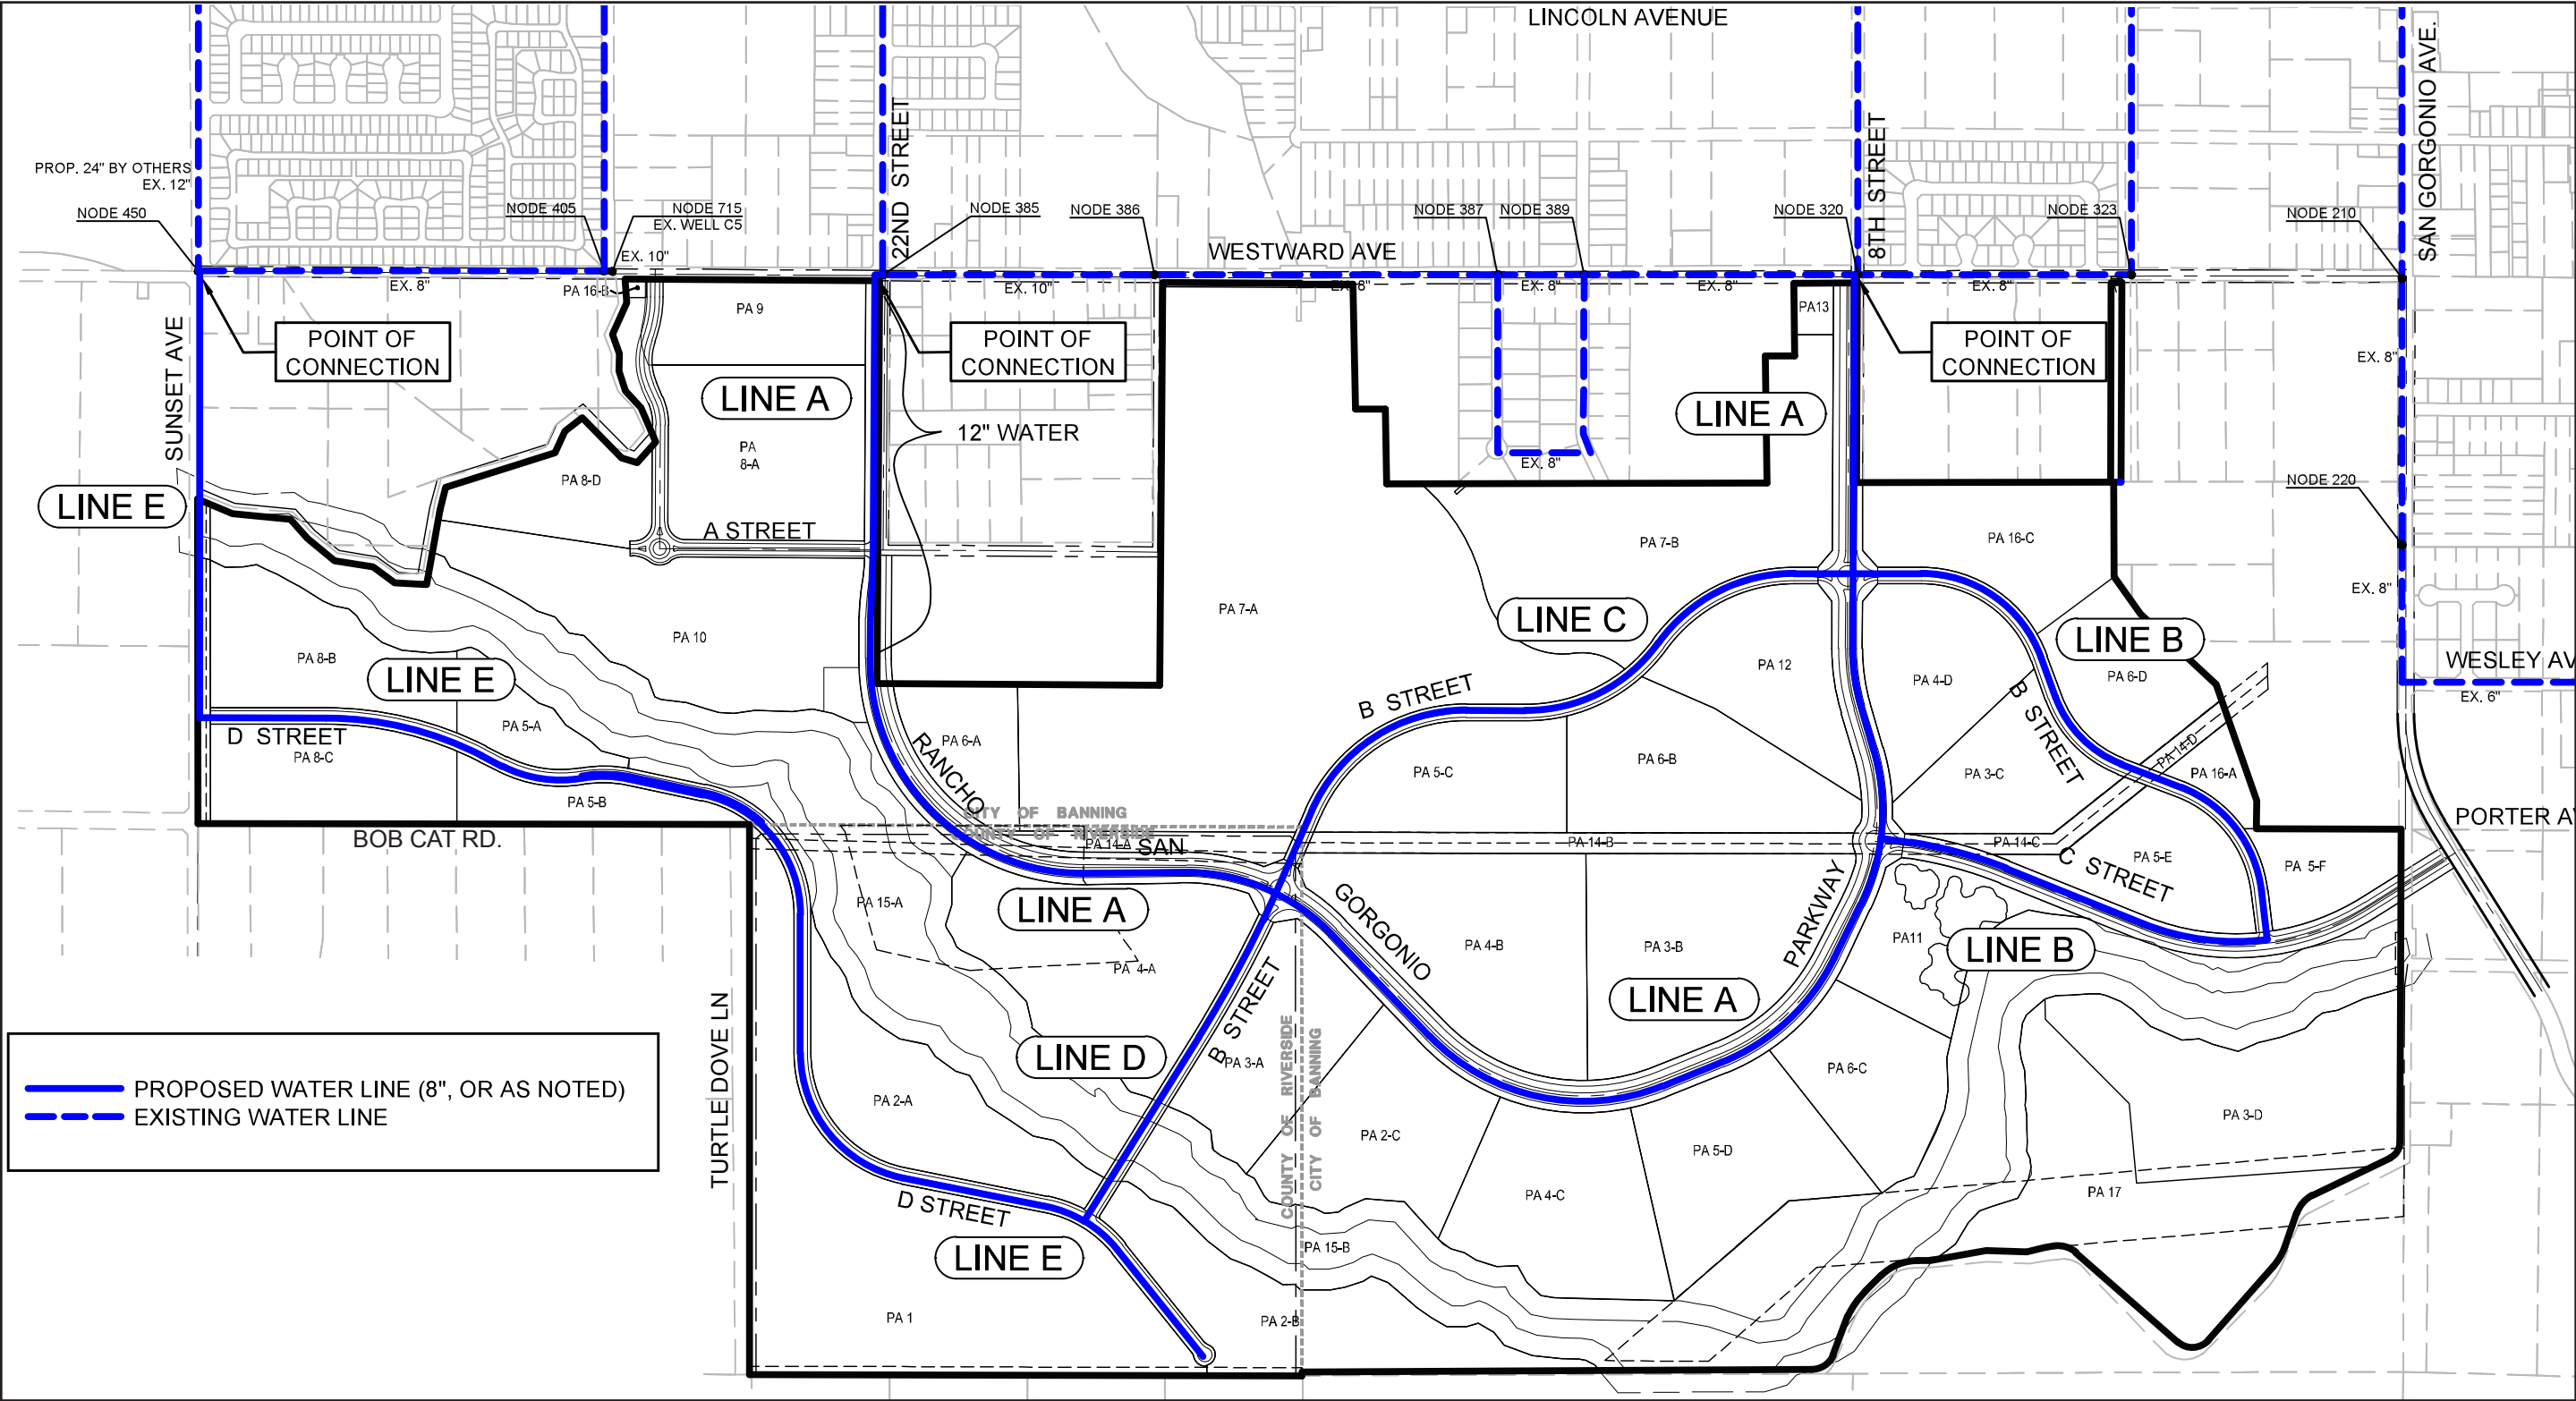 LINCOLN AVENUE
SAN GORGONIO AVE.
22ND STREET
8TH STREET
PROP. 24" BY OTHERS
EX. 12"
NODE 450
NODE 405
NODE 715
EX. WELL C5
NODE 385
NODE 386
NODE 387
NODE 389
NODE 320
NODE 323
NODE 210
WESTWARD AVE
EX. 10"
EX. 8"
PA 16-B
EX. 10"
EX. 8"
EX. 8"
EX. 8"
EX. 8"
PA 9
PA13
SUNSET AVE
POINT OF
CONNECTION
POINT OF
CONNECTION
POINT OF
CONNECTION
EX. 8"
LINE A
LINE A
12" WATER
PA
8-A
EX. 8"
PA 8-D
NODE 220
LINE E
A STREET
PA 7-B
PA 16-C
EX. 8"
PA 7-A
LINE C
PA 10
LINE B
PA 8-B
LINE E
PA 12
PA 4-D
PA 6-D
WESLEY AV
EX. 6"
B STREET
B STREET
PA 5-A
D STREET
PA 8-C
PA 6-A
RANCHO
PA 5-C
PA 6-B
PA 3-C
PA 14-D
PA 16-A
PA 5-B
CITY OF BANNING
COUNTY OF RIVERSIDE
PORTER A
BOB CAT RD.
PA 14-A
SAN
PA 14-B
PA 14-C
C STREET
PA 5-E
PA 5-F
PA 15-A
LINE A
GORGONIO
PARKWAY
PA 4-B
PA 3-B
PA11
LINE B
PA 4-A
LINE A
B STREET
TURTLE DOVE LN
LINE D
PA 3-A
COUNTY OF RIVERSIDE
CITY OF BANNING
PA 6-C
PROPOSED WATER LINE (8", OR AS NOTED)
EXISTING WATER LINE
PA 2-A
PA 2-C
PA 5-D
PA 3-D
D STREET
PA 4-C
PA 17
LINE E
PA 15-B
PA 1
PA 2-B